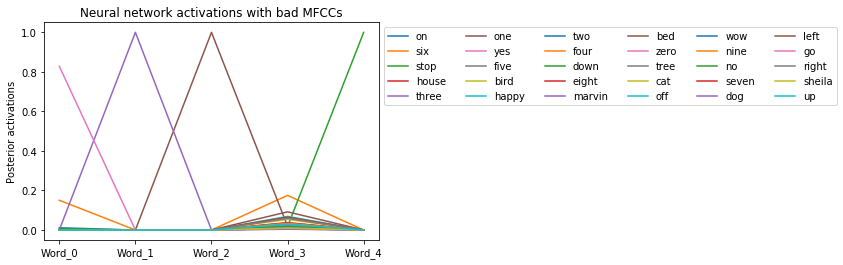 Neural network activations with bad MFCCs
Posterior activations
1.0
0.8
0.6
0.4
0.2
0.0
Word_0 Word_1 Word_2 Word_3 Word_4
on one two bed wow left
six yes four zero nine go
stop five down tree no right
house bird eight cat seven sheila
three happy marvin off dog up